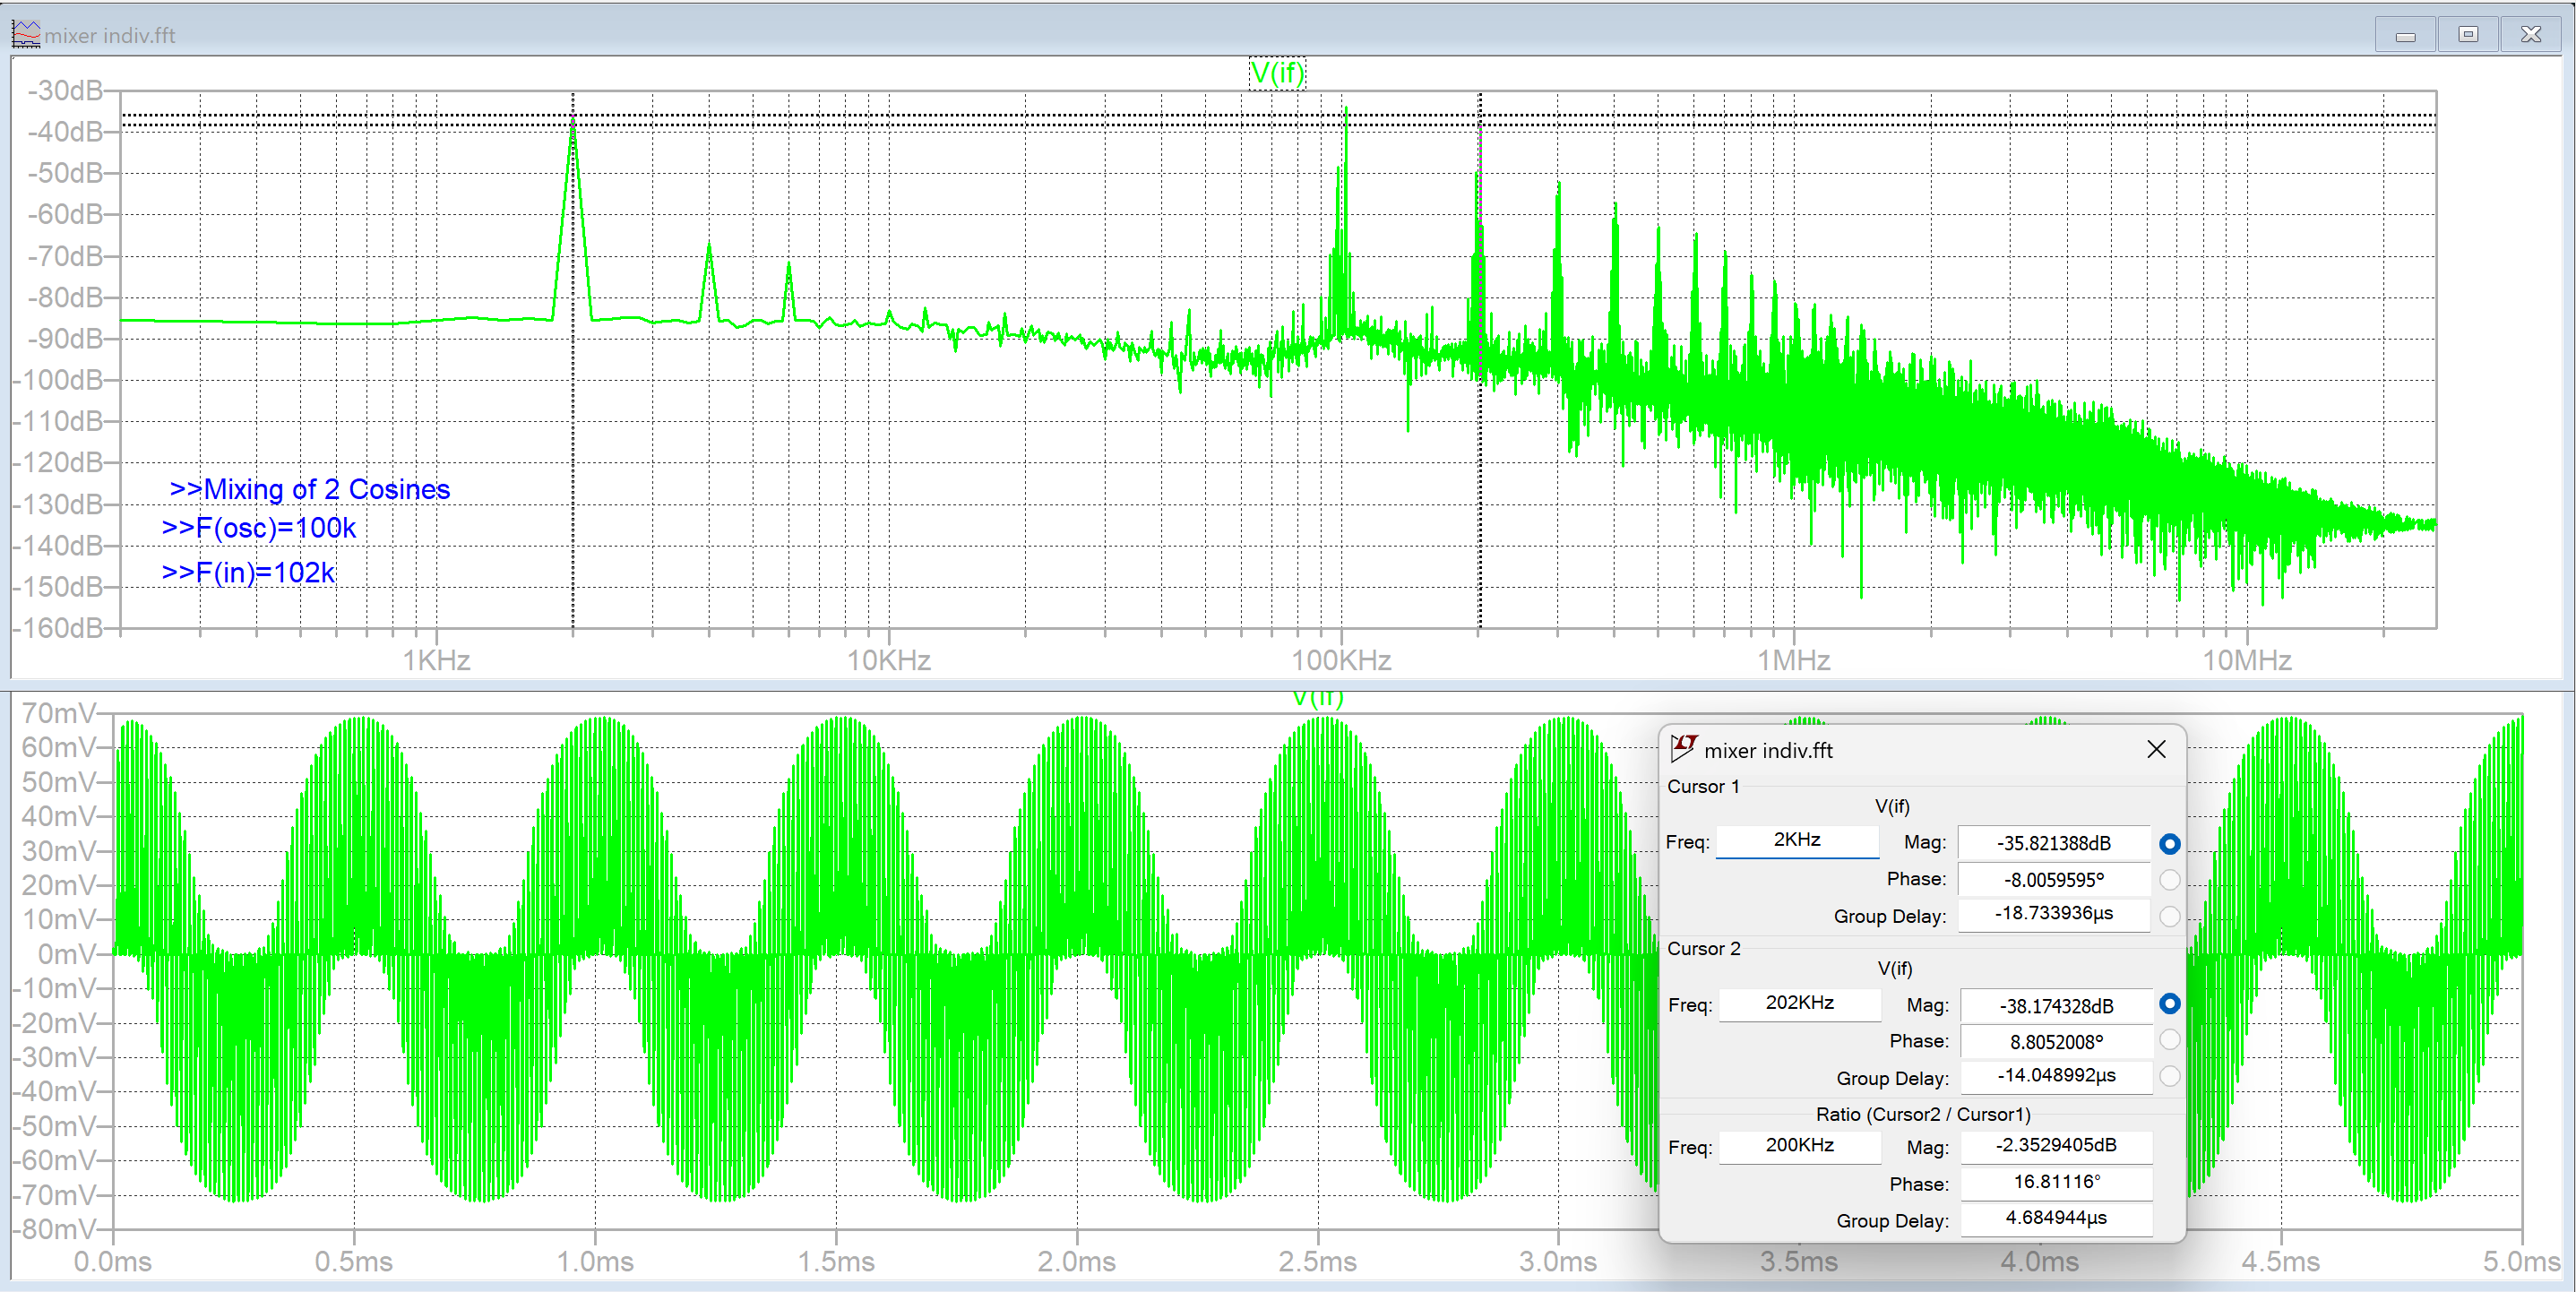 mixer indiv.fft
V(if)
-30dB
-40dB
-50dB
-60dB
-70dB
-80dB
-90dB
-100dB
-110dB
-120dB
-130dB
-140dB
-150dB
-160dB
>>Mixing of 2 Cosines
>>F(osc)=100k
>>F(in)=102k
1KHz 10KHz 100KHz 1MHz 10MHz
V(if)
70mV
60mV
50mV
40mV
30mV
20mV
10mV
0mV
-10mV
-20mV
-30mV
-40mV
-50mV
-60mV
-70mV
-80mV
0.0ms 0.5ms 1.0ms 1.5ms 2.0ms 2.5ms 3.0ms 3.5ms 4.0ms 4.5ms 5.0ms
mixer indiv.fft
Cursor 1
V(if)
Freq: 2KHz Mag: -35.821388dB
Phase: -8.0059595°
Group Delay: -18.733936µs
Cursor 2
V(if)
Freq: 202KHz Mag: -38.174328dB
Phase: 8.8052008°
Group Delay: -14.048992µs
Ratio (Cursor2 / Cursor1)
Freq: 200KHz Mag: -2.3529405dB
Phase: 16.81116°
Group Delay: 4.684944µs